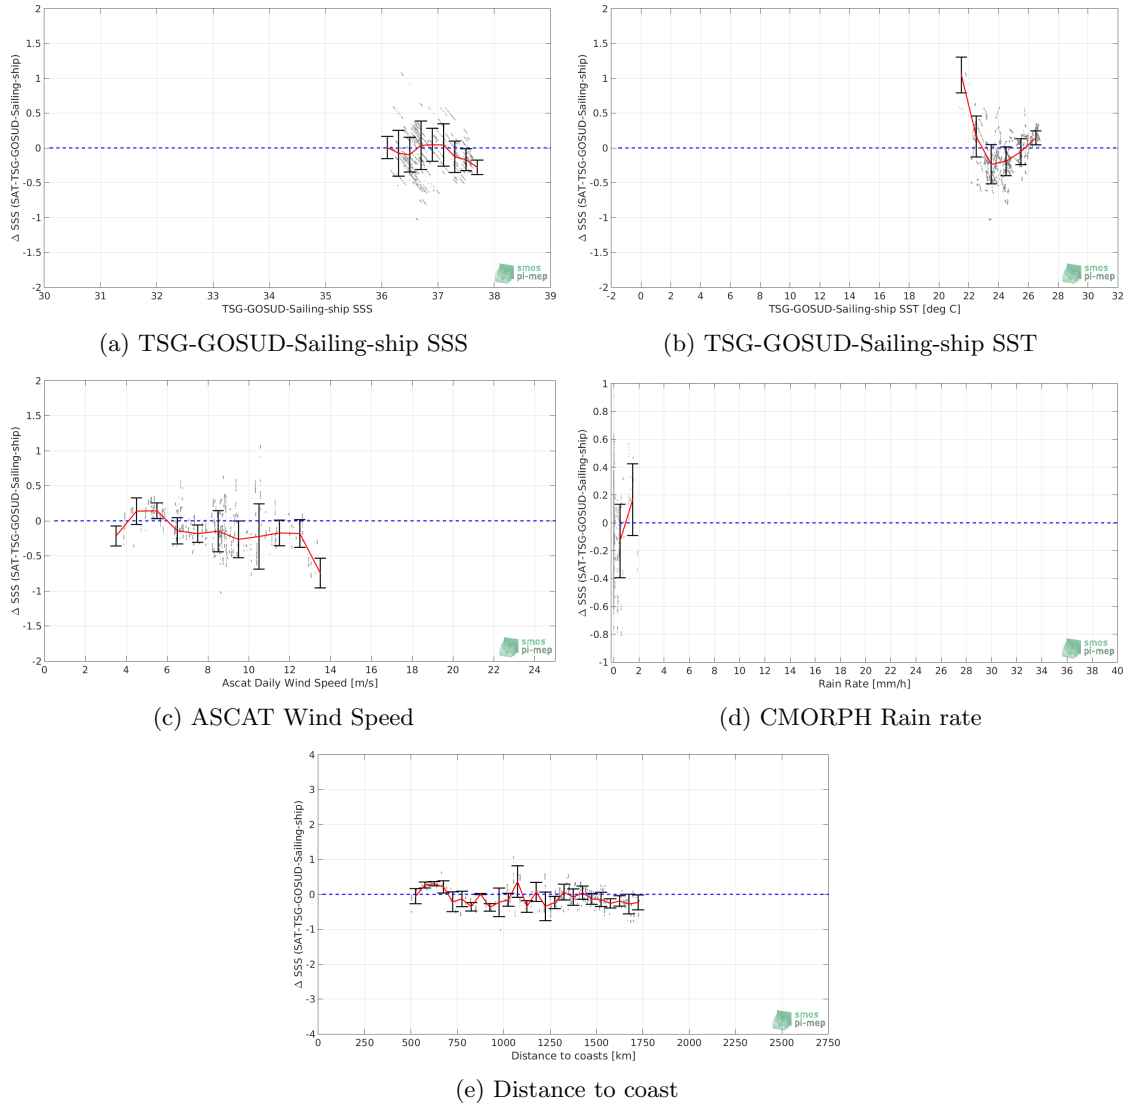 2
1.5
1
0.5
0
-0.5
-1
-1.5
-2
30 31 32 33 34 35 36 37 38 39
Δ SSS (SAT-TSG-GOSUD-Sailing-ship)
TSG-GOSUD-Sailing-ship SSS
smos
pi-mep
(a) TSG-GOSUD-Sailing-ship SSS
2
1.5
1
0.5
0
-0.5
-1
-1.5
-2
-2 0 2 4 6 8 10 12 14 16 18 20 22 24 26 28 30 32
Δ SSS (SAT-TSG-GOSUD-Sailing-ship)
TSG-GOSUD-Sailing-ship SST [deg C]
smos
pi-mep
(b) TSG-GOSUD-Sailing-ship SST
2
1.5
1
0.5
0
-0.5
-1
-1.5
-2
0 2 4 6 8 10 12 14 16 18 20 22 24
Δ SSS (SAT-TSG-GOSUD-Sailing-ship)
Ascat Daily Wind Speed [m/s]
smos
pi-mep
(c) ASCAT Wind Speed
1
0.8
0.6
0.4
0.2
0
-0.2
-0.4
-0.6
-0.8
-1
0 2 4 6 8 10 12 14 16 18 20 22 24 26 28 30 32 34 36 38 40
Δ SSS (SAT-TSG-GOSUD-Sailing-ship)
Rain Rate [mm/h]
smos
pi-mep
(d) CMORPH Rain rate
4
3
2
1
0
-1
-2
-3
-4
0 250 500 750 1000 1250 1500 1750 2000 2250 2500 2750
Δ SSS (SAT-TSG-GOSUD-Sailing-ship)
Distance to coasts [km]
smos
pi-mep
(e) Distance to coast